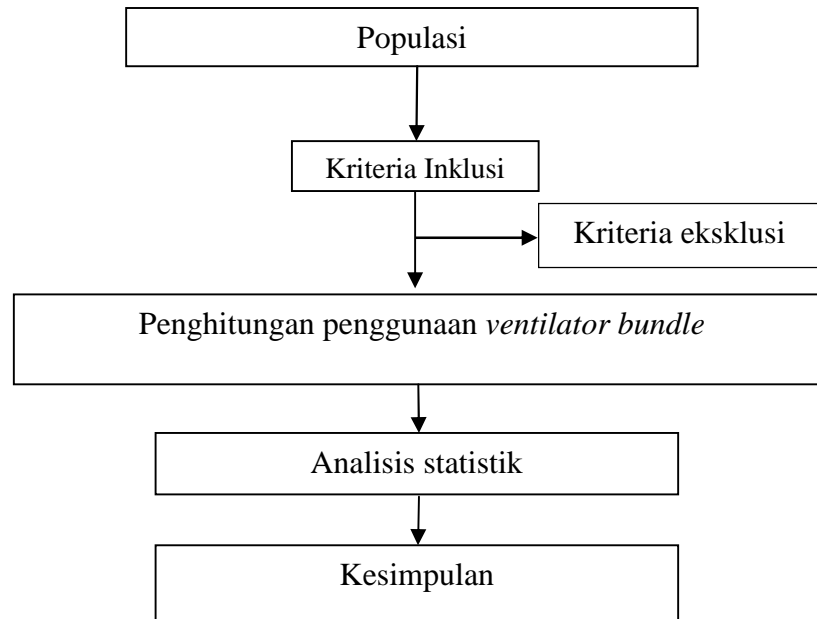 Populasi
Kriteria Inklusi
Kriteria eksklusi
Penghitungan penggunaan ventilator bundle
Analisis statistik
Kesimpulan